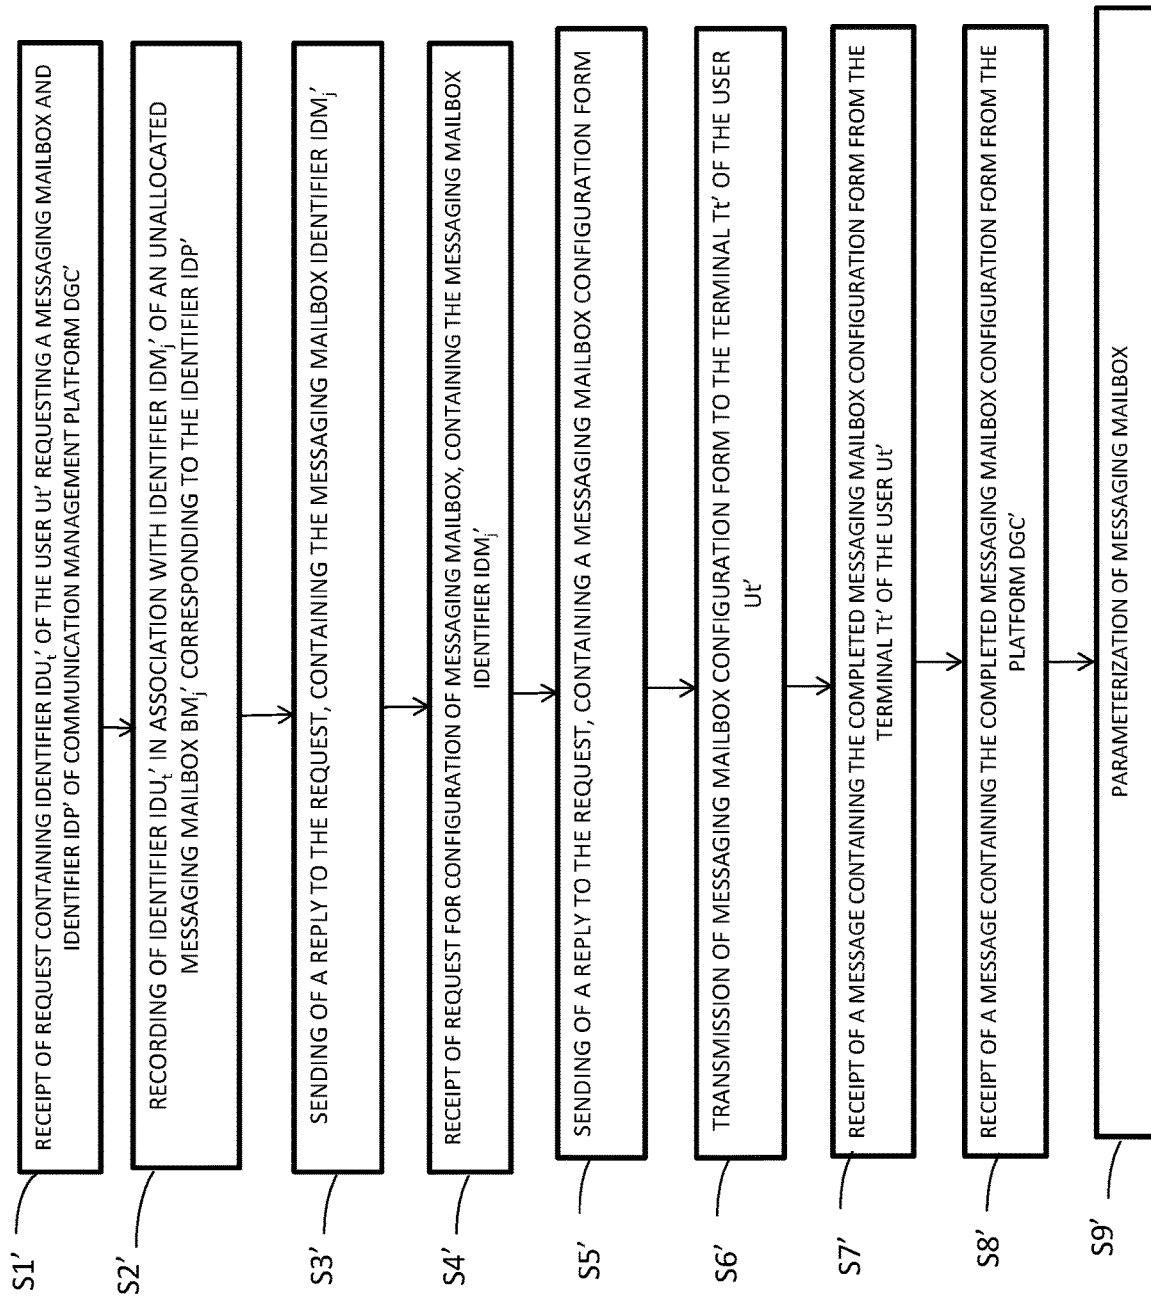 S1'
RECEIPT OF REQUEST CONTAINING IDENTIFIER IDUt' OF THE USER Ut' REQUESTING A MESSAGING MAILBOX AND
IDENTIFIER IDP' OF COMMUNICATION MANAGEMENT PLATFORM DGC'
S2'
RECORDING OF IDENTIFIER IDUt' IN ASSOCIATION WITH IDENTIFIER IDMj' OF AN UNALLOCATED
MESSAGING MAILBOX BMj' CORRESPONDING TO THE IDENTIFIER IDP'
S3'
SENDING OF A REPLY TO THE REQUEST, CONTAINING THE MESSAGING MAILBOX IDENTIFIER IDMj'
S4'
RECEIPT OF REQUEST FOR CONFIGURATION OF MESSAGING MAILBOX, CONTAINING THE MESSAGING MAILBOX
IDENTIFIER IDMj'
S5'
SENDING OF A REPLY TO THE REQUEST, CONTAINING A MESSAGING MAILBOX CONFIGURATION FORM
S6'
TRANSMISSION OF MESSAGING MAILBOX CONFIGURATION FORM TO THE TERMINAL Tt' OF THE USER
Ut'
S7'
RECEIPT OF A MESSAGE CONTAINING THE COMPLETED MESSAGING MAILBOX CONFIGURATION FORM FROM THE
TERMINAL Tt' OF THE USER Ut'
S8'
RECEIPT OF A MESSAGE CONTAINING THE COMPLETED MESSAGING MAILBOX CONFIGURATION FORM FROM THE
PLATFORM DGC'
S9'
PARAMETERIZATION OF MESSAGING MAILBOX